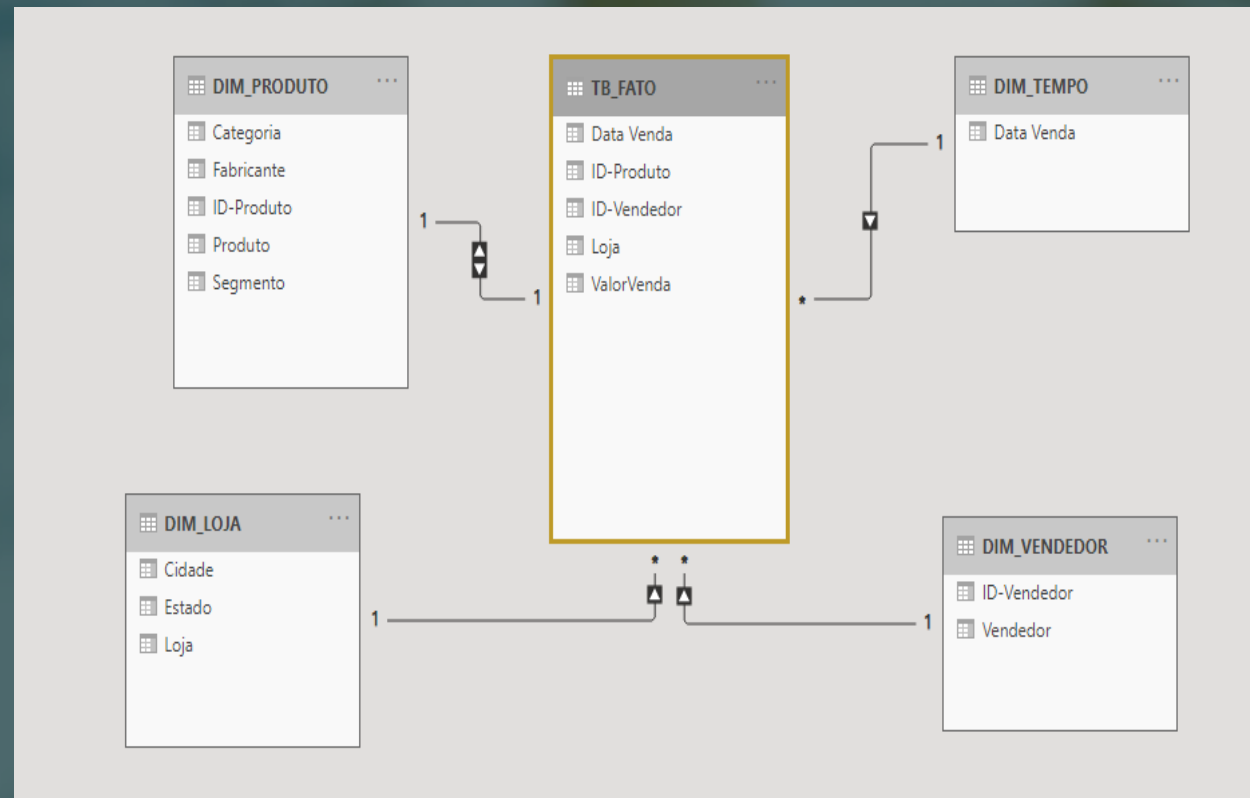 DIM_PRODUTO
Categoria
Fabricante
ID-Produto
Produto
Segmento
1
1
TB_FATO
Data Venda
ID-Produto
ID-Vendedor
Loja
ValorVenda
DIM_TEMPO
Data Venda
1
*
DIM_LOJA
Cidade
Estado
Loja
1
*
*
1
DIM_VENDEDOR
ID-Vendedor
Vendedor